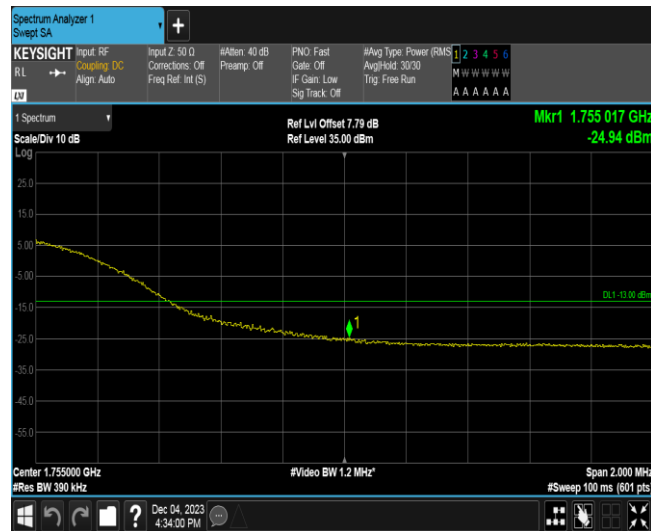 Spectrum Analyzer 1
Swept SA
+
KEYSIGHT
RL
LXI
Input: RF
Coupling: DC
Align: Auto
Input Z: 50 Ω
Corrections: Off
Freq Ref: Int (S)
#Atten: 40 dB
Preamp: Off
PNO: Fast
Gate: Off
IF Gain: Low
Sig Track: Off
#Avg Type: Power (RMS
Avg|Hold: 30/30
Trig: Free Run
1 2 3 4 5 6
M W W W W W
A A A A A A
1 Spectrum
Scale/Div 10 dB
Log
Ref Lvl Offset 7.79 dB
Ref Level 35.00 dBm
Mkr1 1.755 017 GHz
-24.94 dBm
25.0
15.0
5.00
-5.00
DL1 -13.00 dBm
-15.0
1
-25.0
-35.0
-45.0
-55.0
Center 1.755000 GHz
#Res BW 390 kHz
#Video BW 1.2 MHz*
Span 2.000 MHz
#Sweep 100 ms (601 pts)
?
Dec 04, 2023
4:34:00 PM